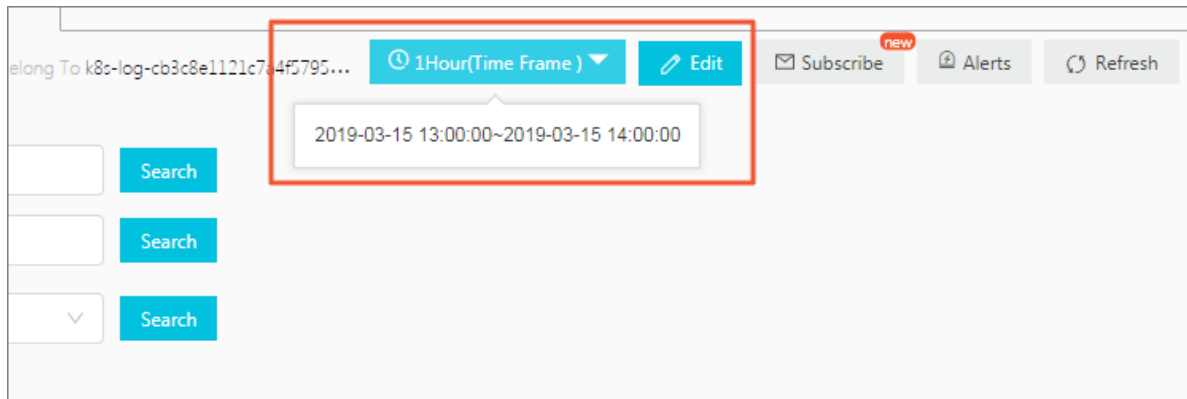 new
elong To k8s-log-cb3c8e1121c7a4f5795... 1Hour(Time Frame ) Edit Subscribe Alerts Refresh
2019-03-15 13:00:00~2019-03-15 14:00:00
Search
Search
Search